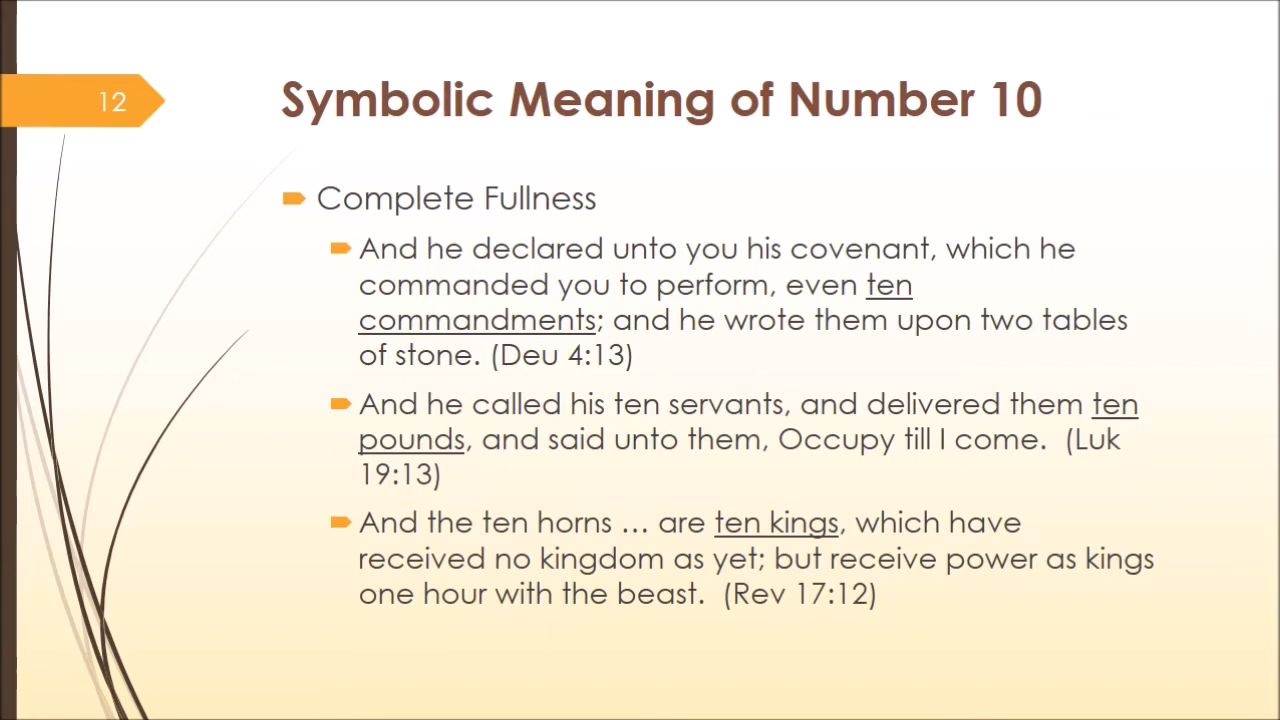 12
Symbolic Meaning of Number 10
Complete Fullness
And he declared unto you his covenant, which he
commanded you to perform, even ten
commandments; and he wrote them upon two tables
of stone. (Deu 4:13)
And he called his ten servants, and delivered them ten
pounds, and said unto them, Occupy till I come. (Luk
19:13)
And the ten horns … are ten kings, which have
received no kingdom as yet; but receive power as kings
one hour with the beast. (Rev 17:12)